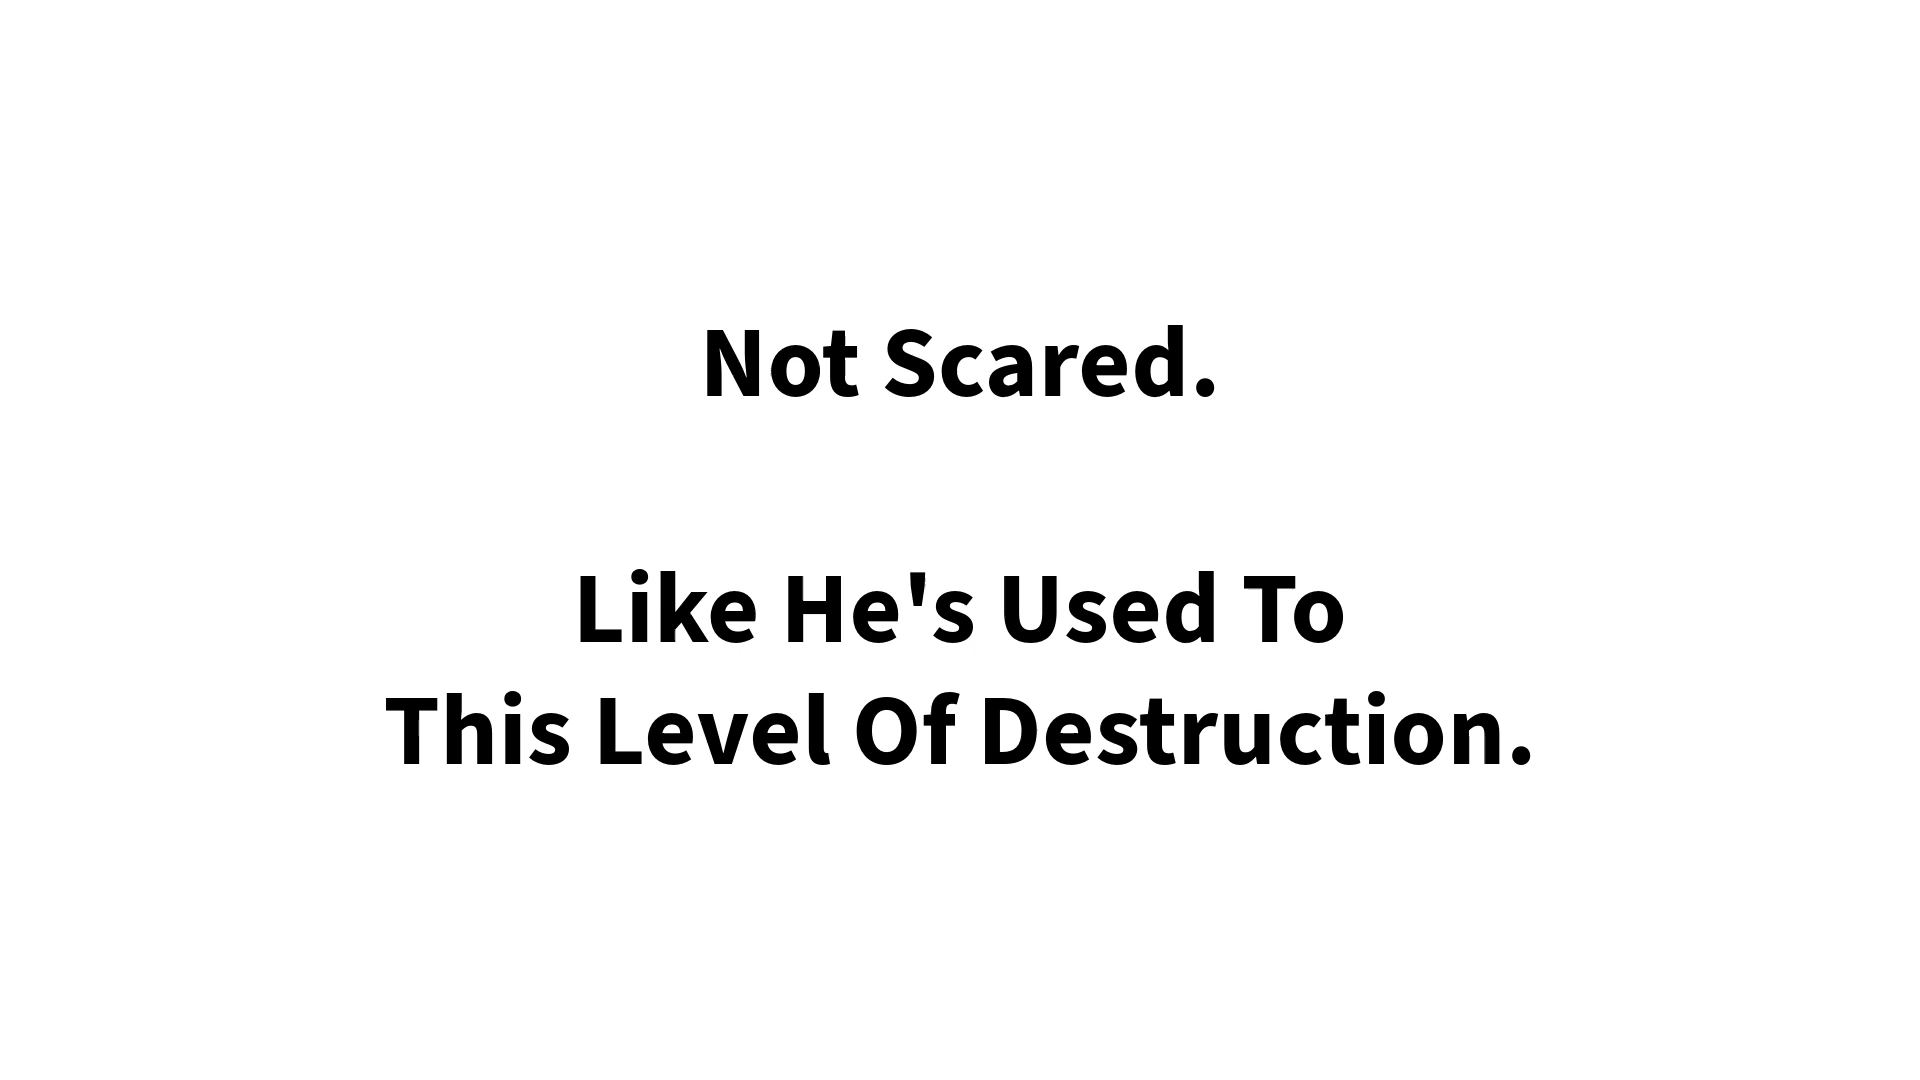 Not Scared.
Like He's Used To
This Level Of Destruction.